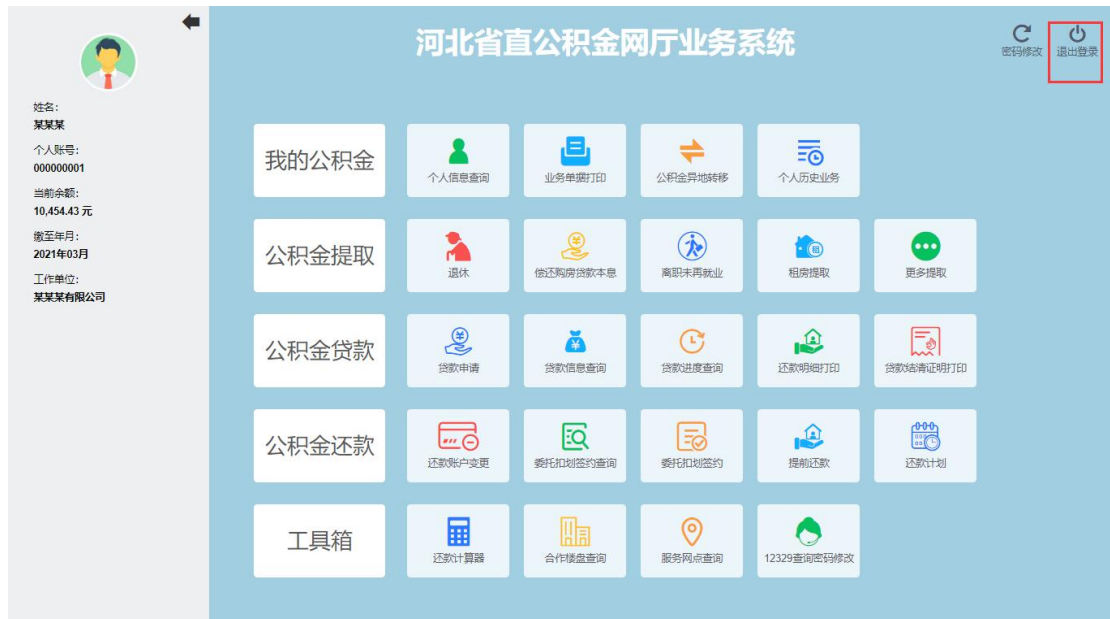 河北省直公积金网厅业务系统
密码修改
退出登录
姓名：
某某某
个人账号：
000000001
当前余额：
10,454.43 元
缴至年月：
2021年03月
工作单位：
某某某有限公司
我的公积金
个人信息查询
业务单据打印
公积金异地转移
个人历史业务
公积金提取
退休
偿还购房贷款本息
离职未再就业
租房提取
更多提取
公积金贷款
贷款申请
贷款信息查询
贷款进度查询
还款明细打印
贷款结清证明打印
公积金还款
还款账户变更
委托扣划签约查询
委托扣划签约
提前还款
还款计划
工具箱
还款计算器
合作楼盘查询
服务网点查询
12329查询密码修改